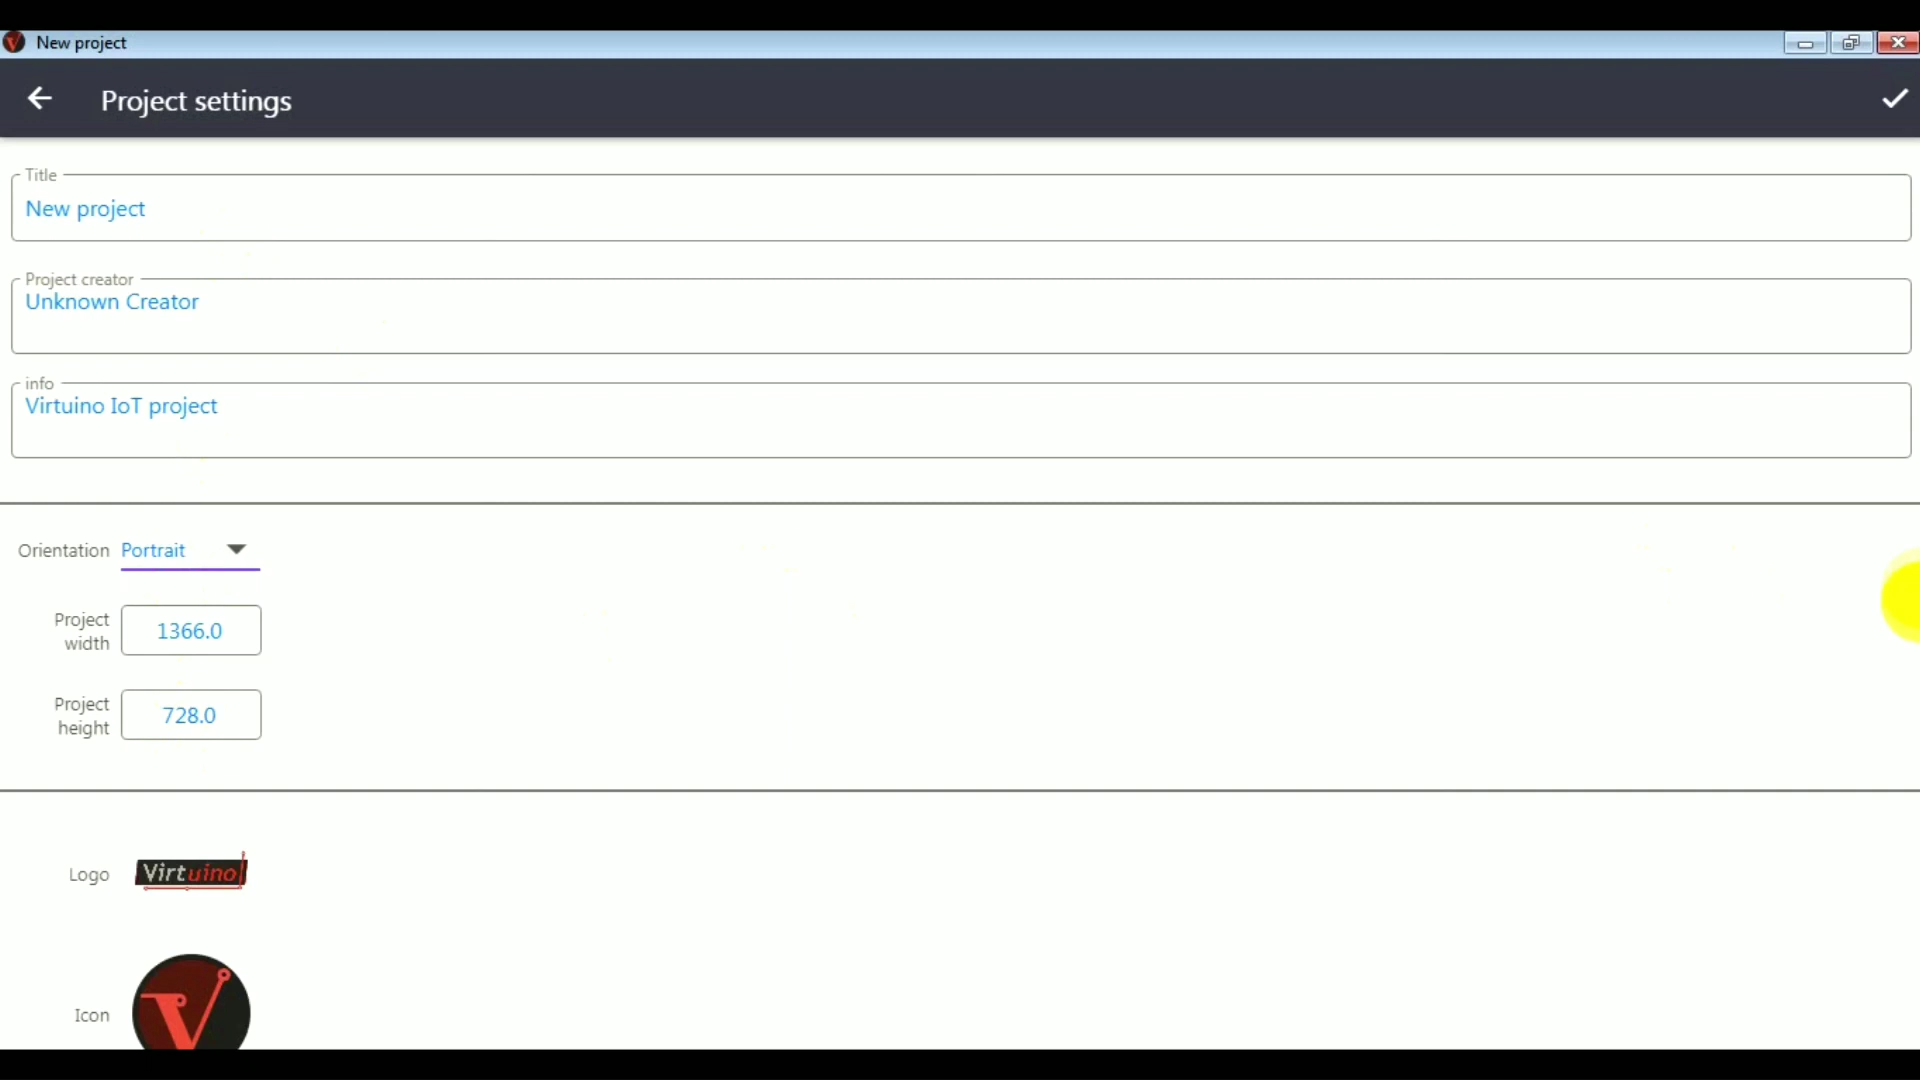 New project
Project settings
Title
New project
Project creator
Unknown Creator
info
Virtuino IoT project
Orientation Portrait
Project
width
1366.0
Project
height
728.0
Logo
Virtuino
Icon